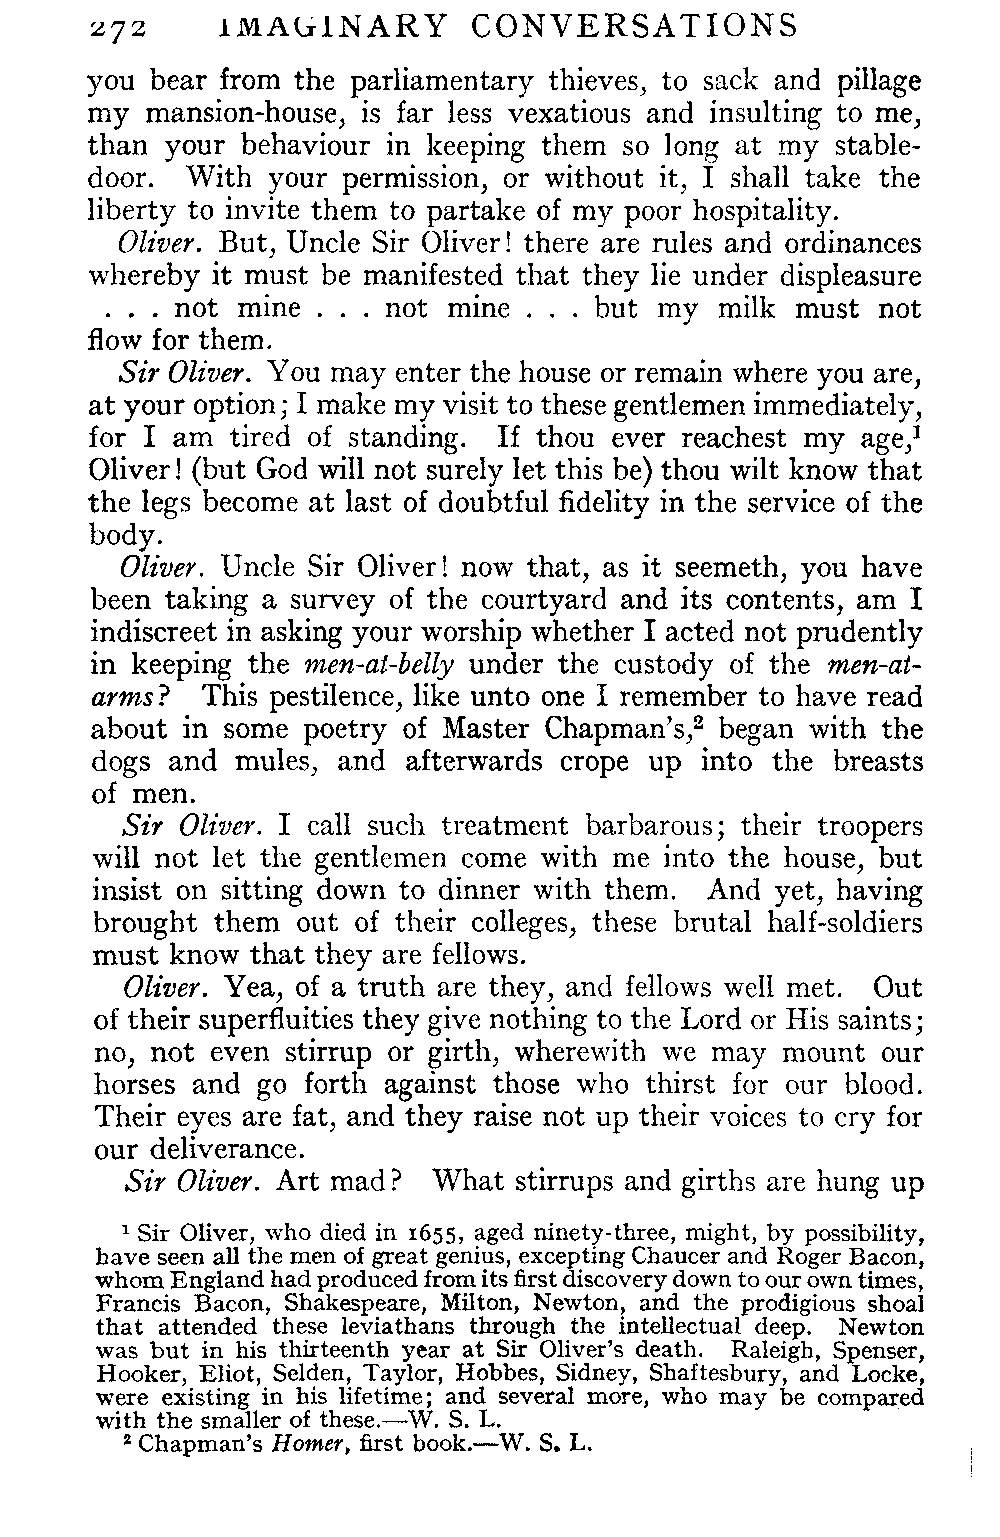 272 IMAGINARY CONVERSATIONS
you bear from the parliamentary thieves, to sack and pillage
my mansion-house, is far less vexatious and insulting to me,
than your behaviour in keeping them so long at my stable-
door. With your permission, or without it, I shall take the
liberty to invite them to partake of my poor hospitality.
Oliver. But, Uncle Sir Oliver! there are rules and ordinances
whereby it must be manifested that they lie under displeasure
. . . not mine . . . not mine . . . but my milk must not
flow for them.
Sir Oliver. You may enter the house or remain where you are,
at your option; I make my visit to these gentlemen immediately,
for I am tired of standing. If thou ever reachest my age,¹
Oliver! (but God will not surely let this be) thou wilt know that
the legs become at last of doubtful fidelity in the service of the
body.
Oliver. Uncle Sir Oliver! now that, as it seemeth, you have
been taking a survey of the courtyard and its contents, am I
indiscreet in asking your worship whether I acted not prudently
in keeping the men-at-belly under the custody of the men-at-
arms? This pestilence, like unto one I remember to have read
about in some poetry of Master Chapman's,² began with the
dogs and mules, and afterwards crope up into the breasts
of men.
Sir Oliver. I call such treatment barbarous; their troopers
will not let the gentlemen come with me into the house, but
insist on sitting down to dinner with them. And yet, having
brought them out of their colleges, these brutal half-soldiers
must know that they are fellows.
Oliver. Yea, of a truth are they, and fellows well met. Out
of their superfluities they give nothing to the Lord or His saints;
no, not even stirrup or girth, wherewith we may mount our
horses and go forth against those who thirst for our blood.
Their eyes are fat, and they raise not up their voices to cry for
our deliverance.
Sir Oliver. Art mad? What stirrups and girths are hung up
¹ Sir Oliver, who died in 1655, aged ninety-three, might, by possibility,
have seen all the men of great genius, excepting Chaucer and Roger Bacon,
whom England had produced from its first discovery down to our own times,
Francis Bacon, Shakespeare, Milton, Newton, and the prodigious shoal
that attended these leviathans through the intellectual deep. Newton
was but in his thirteenth year at Sir Oliver's death. Raleigh, Spenser,
Hooker, Eliot, Selden, Taylor, Hobbes, Sidney, Shaftesbury, and Locke,
were existing in his lifetime; and several more, who may be compared
with the smaller of these.—W. S. L.
² Chapman's Homer, first book.—W. S. L.